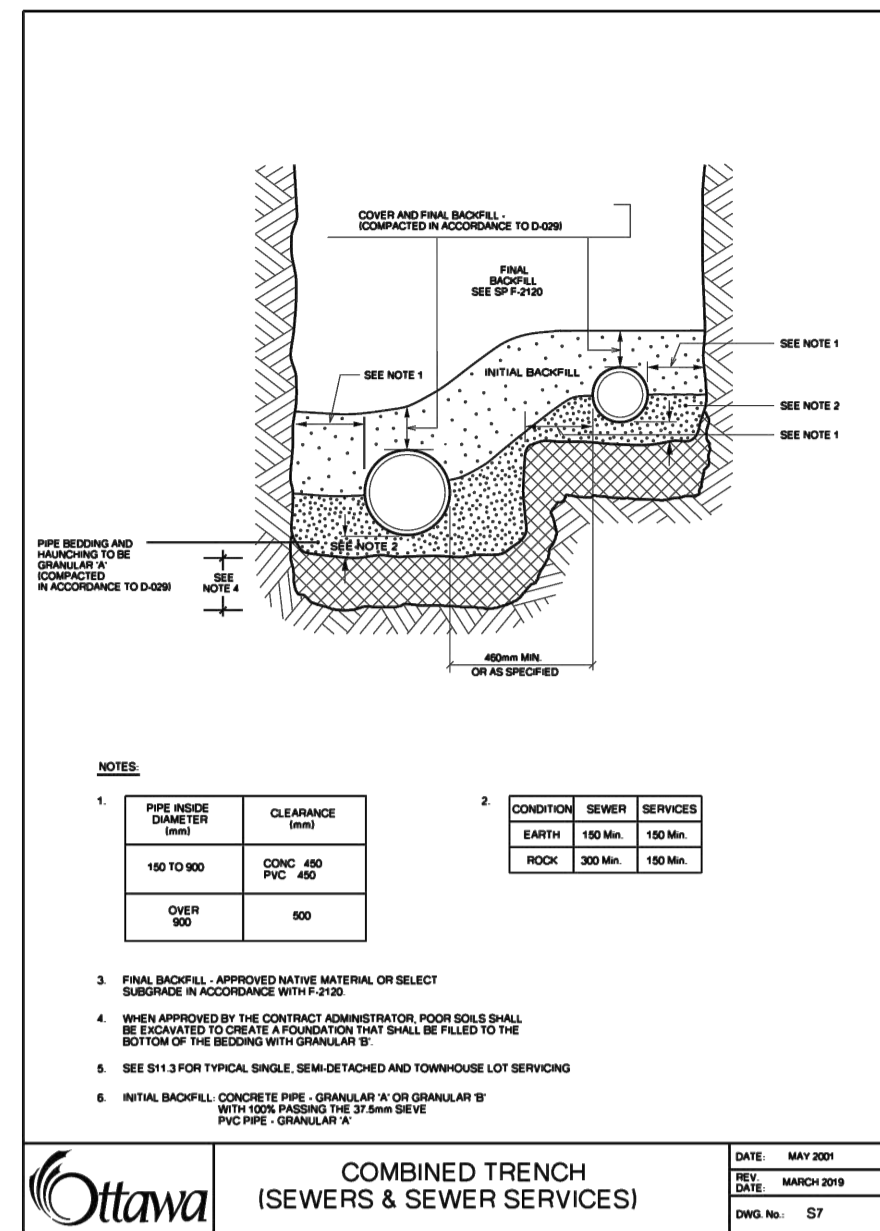 COVER AND FINAL BACKFILL -
(COMPACTED IN ACCORDANCE TO D-029)
FINAL
BACKFILL
SEE SP F-2120
SEE NOTE 1
SEE NOTE 1
INITIAL BACKFILL
SEE NOTE 2
SEE NOTE 1
PIPE BEDDING AND
HAUNCHING TO BE
GRANULAR 'A'
(COMPACTED
IN ACCORDANCE TO D-029)
SEE NOTE 2
SEE
NOTE 4
460mm MIN.
OR AS SPECIFIED
NOTES:
1.
PIPE INSIDE
DIAMETER
(mm)
CLEARANCE
(mm)
150 TO 900
CONC 450
PVC 450
OVER
900
500
2.
CONDITION SEWER SERVICES
EARTH 150 Min. 150 Min.
ROCK 300 Min. 150 Min.
3. FINAL BACKFILL - APPROVED NATIVE MATERIAL OR SELECT
SUBGRADE IN ACCORDANCE WITH F-2120.
4. WHEN APPROVED BY THE CONTRACT ADMINISTRATOR, POOR SOILS SHALL
BE EXCAVATED TO CREATE A FOUNDATION THAT SHALL BE FILLED TO THE
BOTTOM OF THE BEDDING WITH GRANULAR 'B'.
5. SEE S11.3 FOR TYPICAL SINGLE, SEMI-DETACHED AND TOWNHOUSE LOT SERVICING
6. INITIAL BACKFILL: CONCRETE PIPE - GRANULAR 'A' OR GRANULAR 'B'
WITH 100% PASSING THE 37.5mm SIEVE
PVC PIPE - GRANULAR 'A'
Ottawa
COMBINED TRENCH
(SEWERS & SEWER SERVICES)
DATE: MAY 2001
REV.
DATE: MARCH 2019
DWG. No.: S7